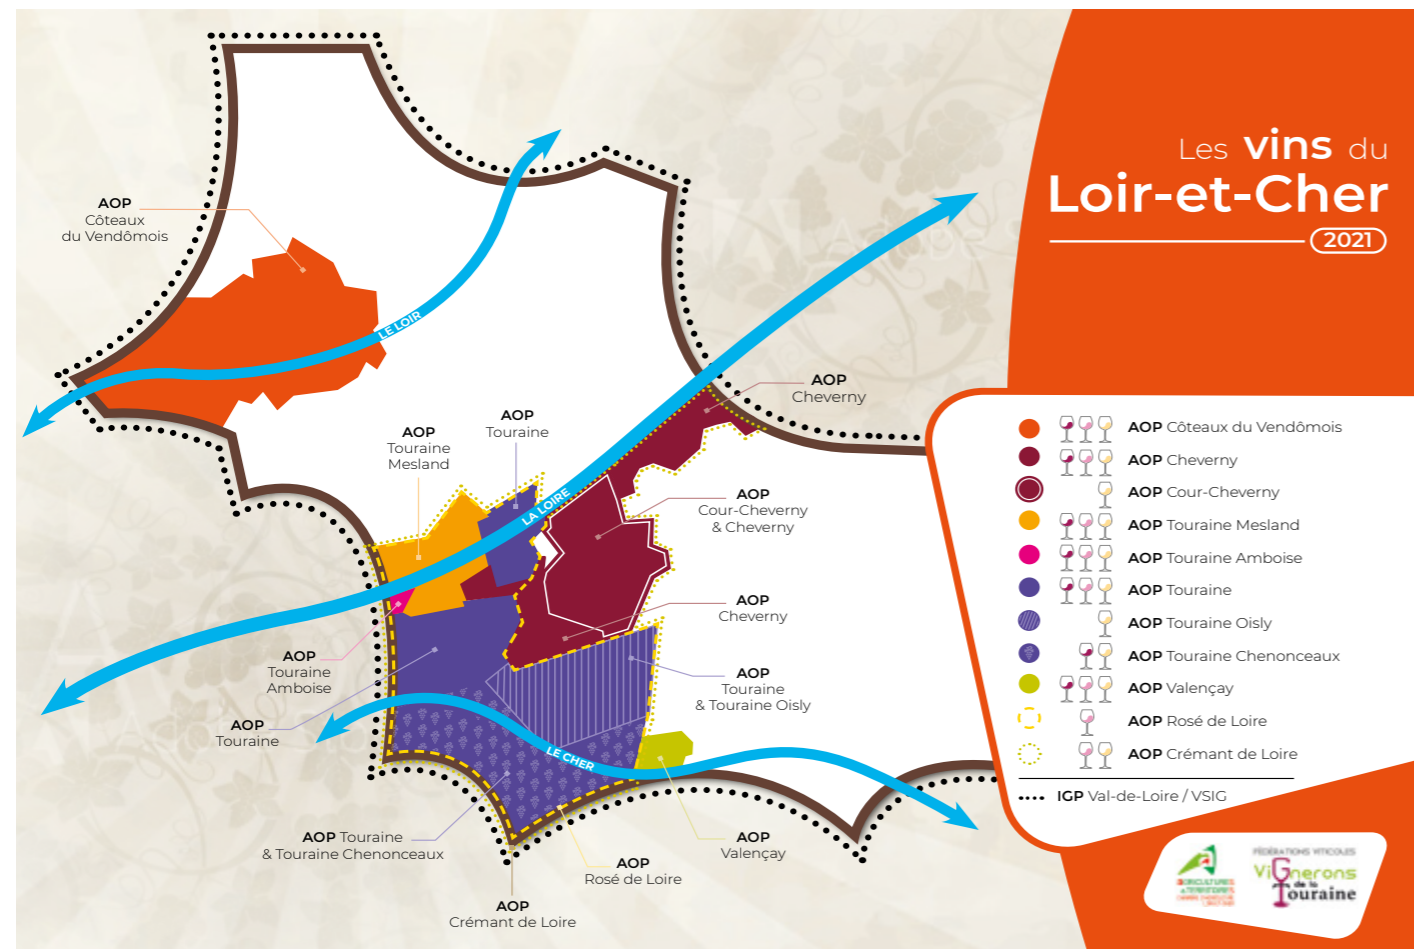 Les vins du
Loir-et-Cher
2021
AOP
Côteaux
du Vendômois
LE LOIR
AOP
Cheverny
AOP
Touraine
AOP
Touraine
Mesland
LA LOIRE
AOP
Cour-Cheverny
& Cheverny
AOP
Cheverny
AOP
Touraine
Amboise
AOP
Touraine
& Touraine Oisly
AOP
Touraine
LE CHER
AOP Touraine
& Touraine Chenonceaux
AOP
Valençay
AOP
Rosé de Loire
AOP
Crémant de Loire
AOP Côteaux du Vendômois
AOP Cheverny
AOP Cour-Cheverny
AOP Touraine Mesland
AOP Touraine Amboise
AOP Touraine
AOP Touraine Oisly
AOP Touraine Chenonceaux
AOP Valençay
AOP Rosé de Loire
AOP Crémant de Loire
IGP Val-de-Loire / VSIG
AGRICULTURES
& TERRITOIRES
FÉDÉRATIONS VITICOLES
ViGnerons
de la
Touraine